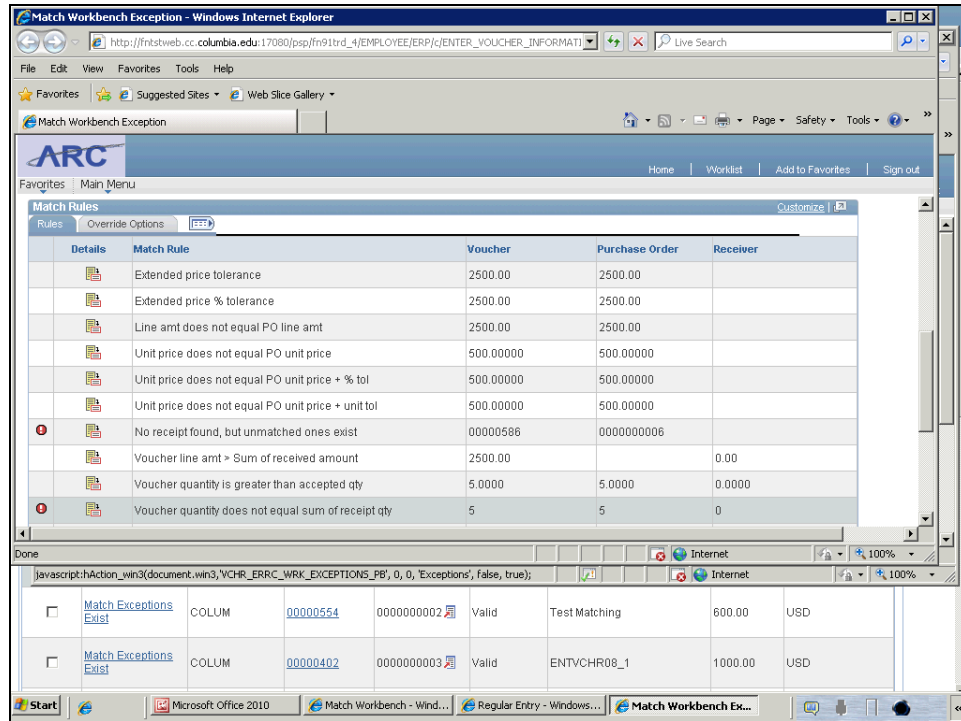 Match Workbench Exception - Windows Internet Explorer
http://fntstweb.cc.columbia.edu:17080/psp/fn91trd_4/EMPLOYEE/ERP/c/ENTER_VOUCHER_INFORMATI
Live Search
File Edit View Favorites Tools Help
Favorites Suggested Sites Web Slice Gallery
Match Workbench Exception Page Safety Tools »
ARC
Home | Worklist | Add to Favorites | Sign out
Favorites Main Menu
Match Rules Customize |
Rules Override Options
Details Match Rule Voucher Purchase Order Receiver
Extended price tolerance 2500.00 2500.00
Extended price % tolerance 2500.00 2500.00
Line amt does not equal PO line amt 2500.00 2500.00
Unit price does not equal PO unit price 500.00000 500.00000
Unit price does not equal PO unit price + % tol 500.00000 500.00000
Unit price does not equal PO unit price + unit tol 500.00000 500.00000
No receipt found, but unmatched ones exist 00000586 0000000006
Voucher line amt > Sum of received amount 2500.00 0.00
Voucher quantity is greater than accepted qty 5.0000 5.0000 0.0000
Voucher quantity does not equal sum of receipt qty 5 5 0
Done Internet 100%
javascript:hAction_win3(document.win3,'VCHR_ERRC_WRK_EXCEPTIONS_PB', 0, 0, 'Exceptions', false, true); Internet 100%
Match Exceptions Exist COLUM 00000554 0000000002 Valid Test Matching 600.00 USD
Match Exceptions Exist COLUM 00000402 0000000003 Valid ENTVCHR08_1 1000.00 USD
Start Microsoft Office 2010 Match Workbench - Wind... Regular Entry - Windows... Match Workbench Ex... «